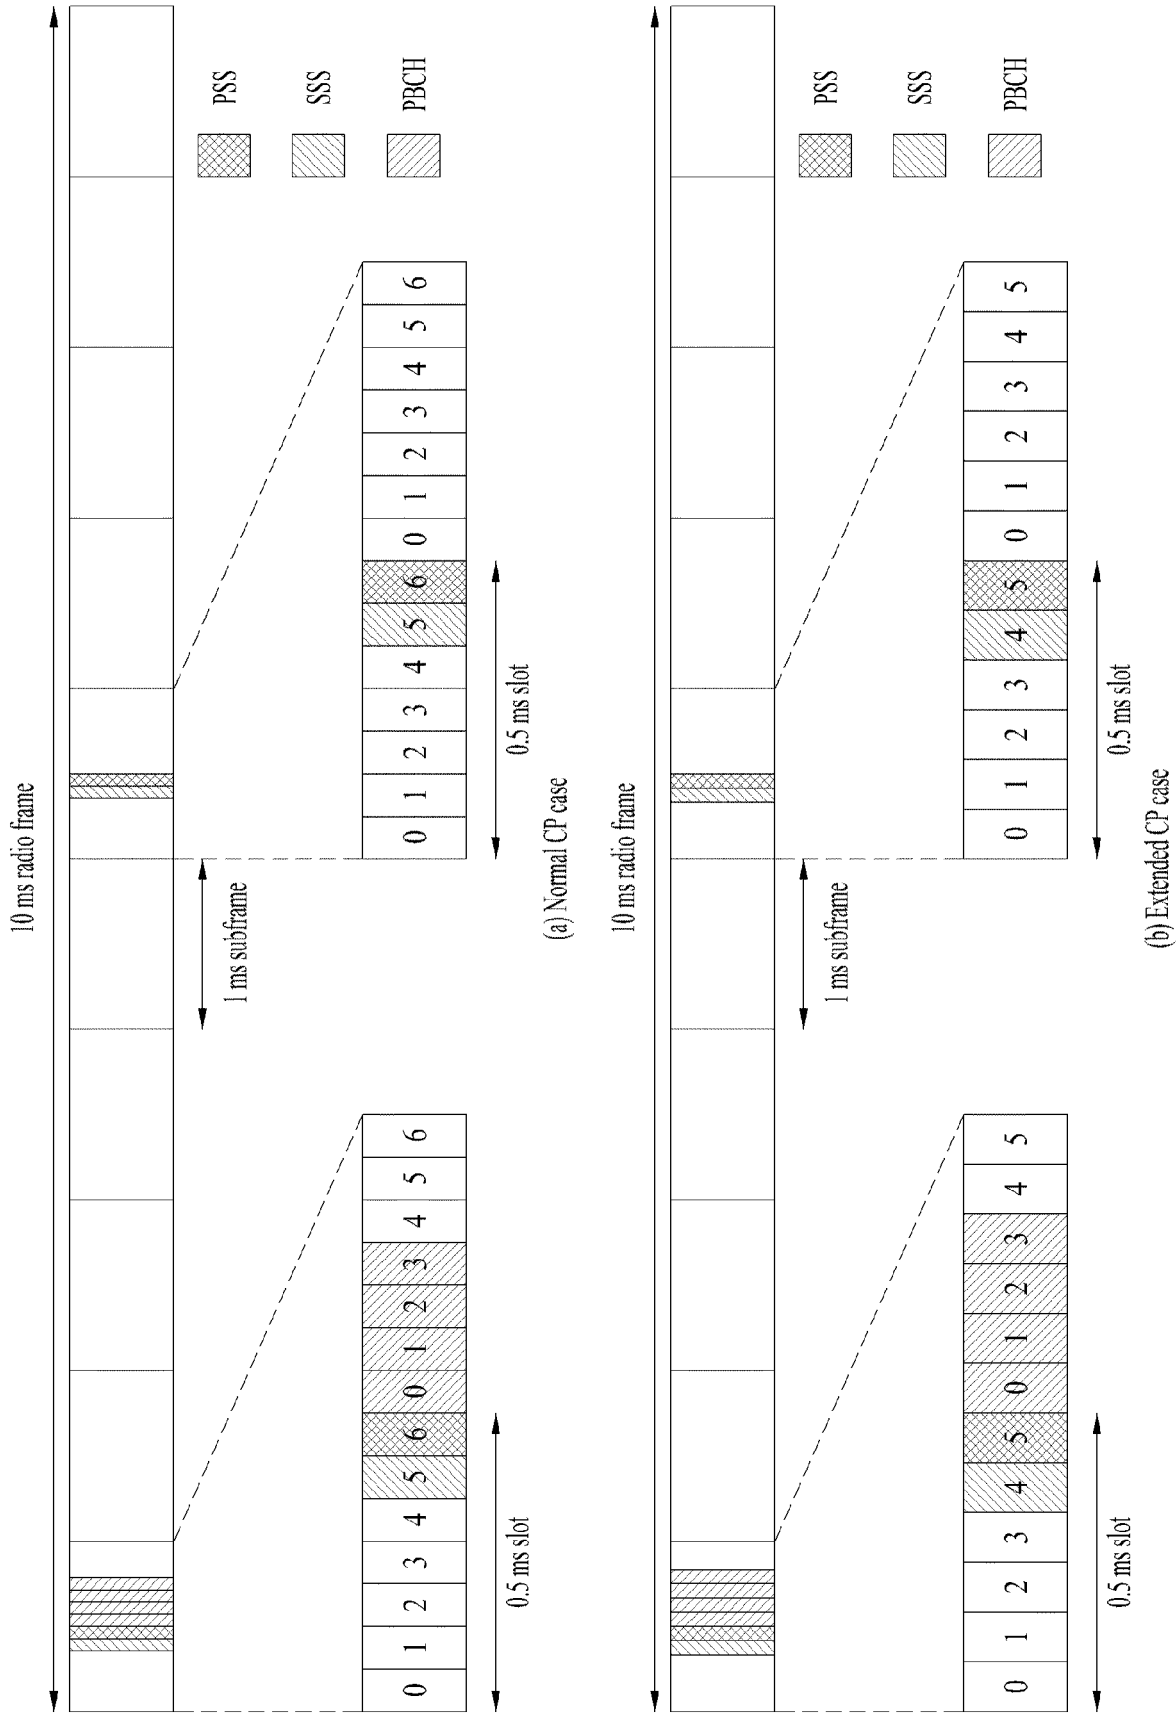 10 ms radio frame
1 ms subframe
0 1 2 3 4 5 6 0 1 2 3 4 5 6
0 1 2 3 4 5 6 0 1 2 3 4 5 6
0.5 ms slot
0.5 ms slot
PSS
SSS
PBCH
(a) Normal CP case
10 ms radio frame
1 ms subframe
0 1 2 3 4 5 0 1 2 3 4 5
0 1 2 3 4 5 0 1 2 3 4 5
0.5 ms slot
0.5 ms slot
PSS
SSS
PBCH
(b) Extended CP case